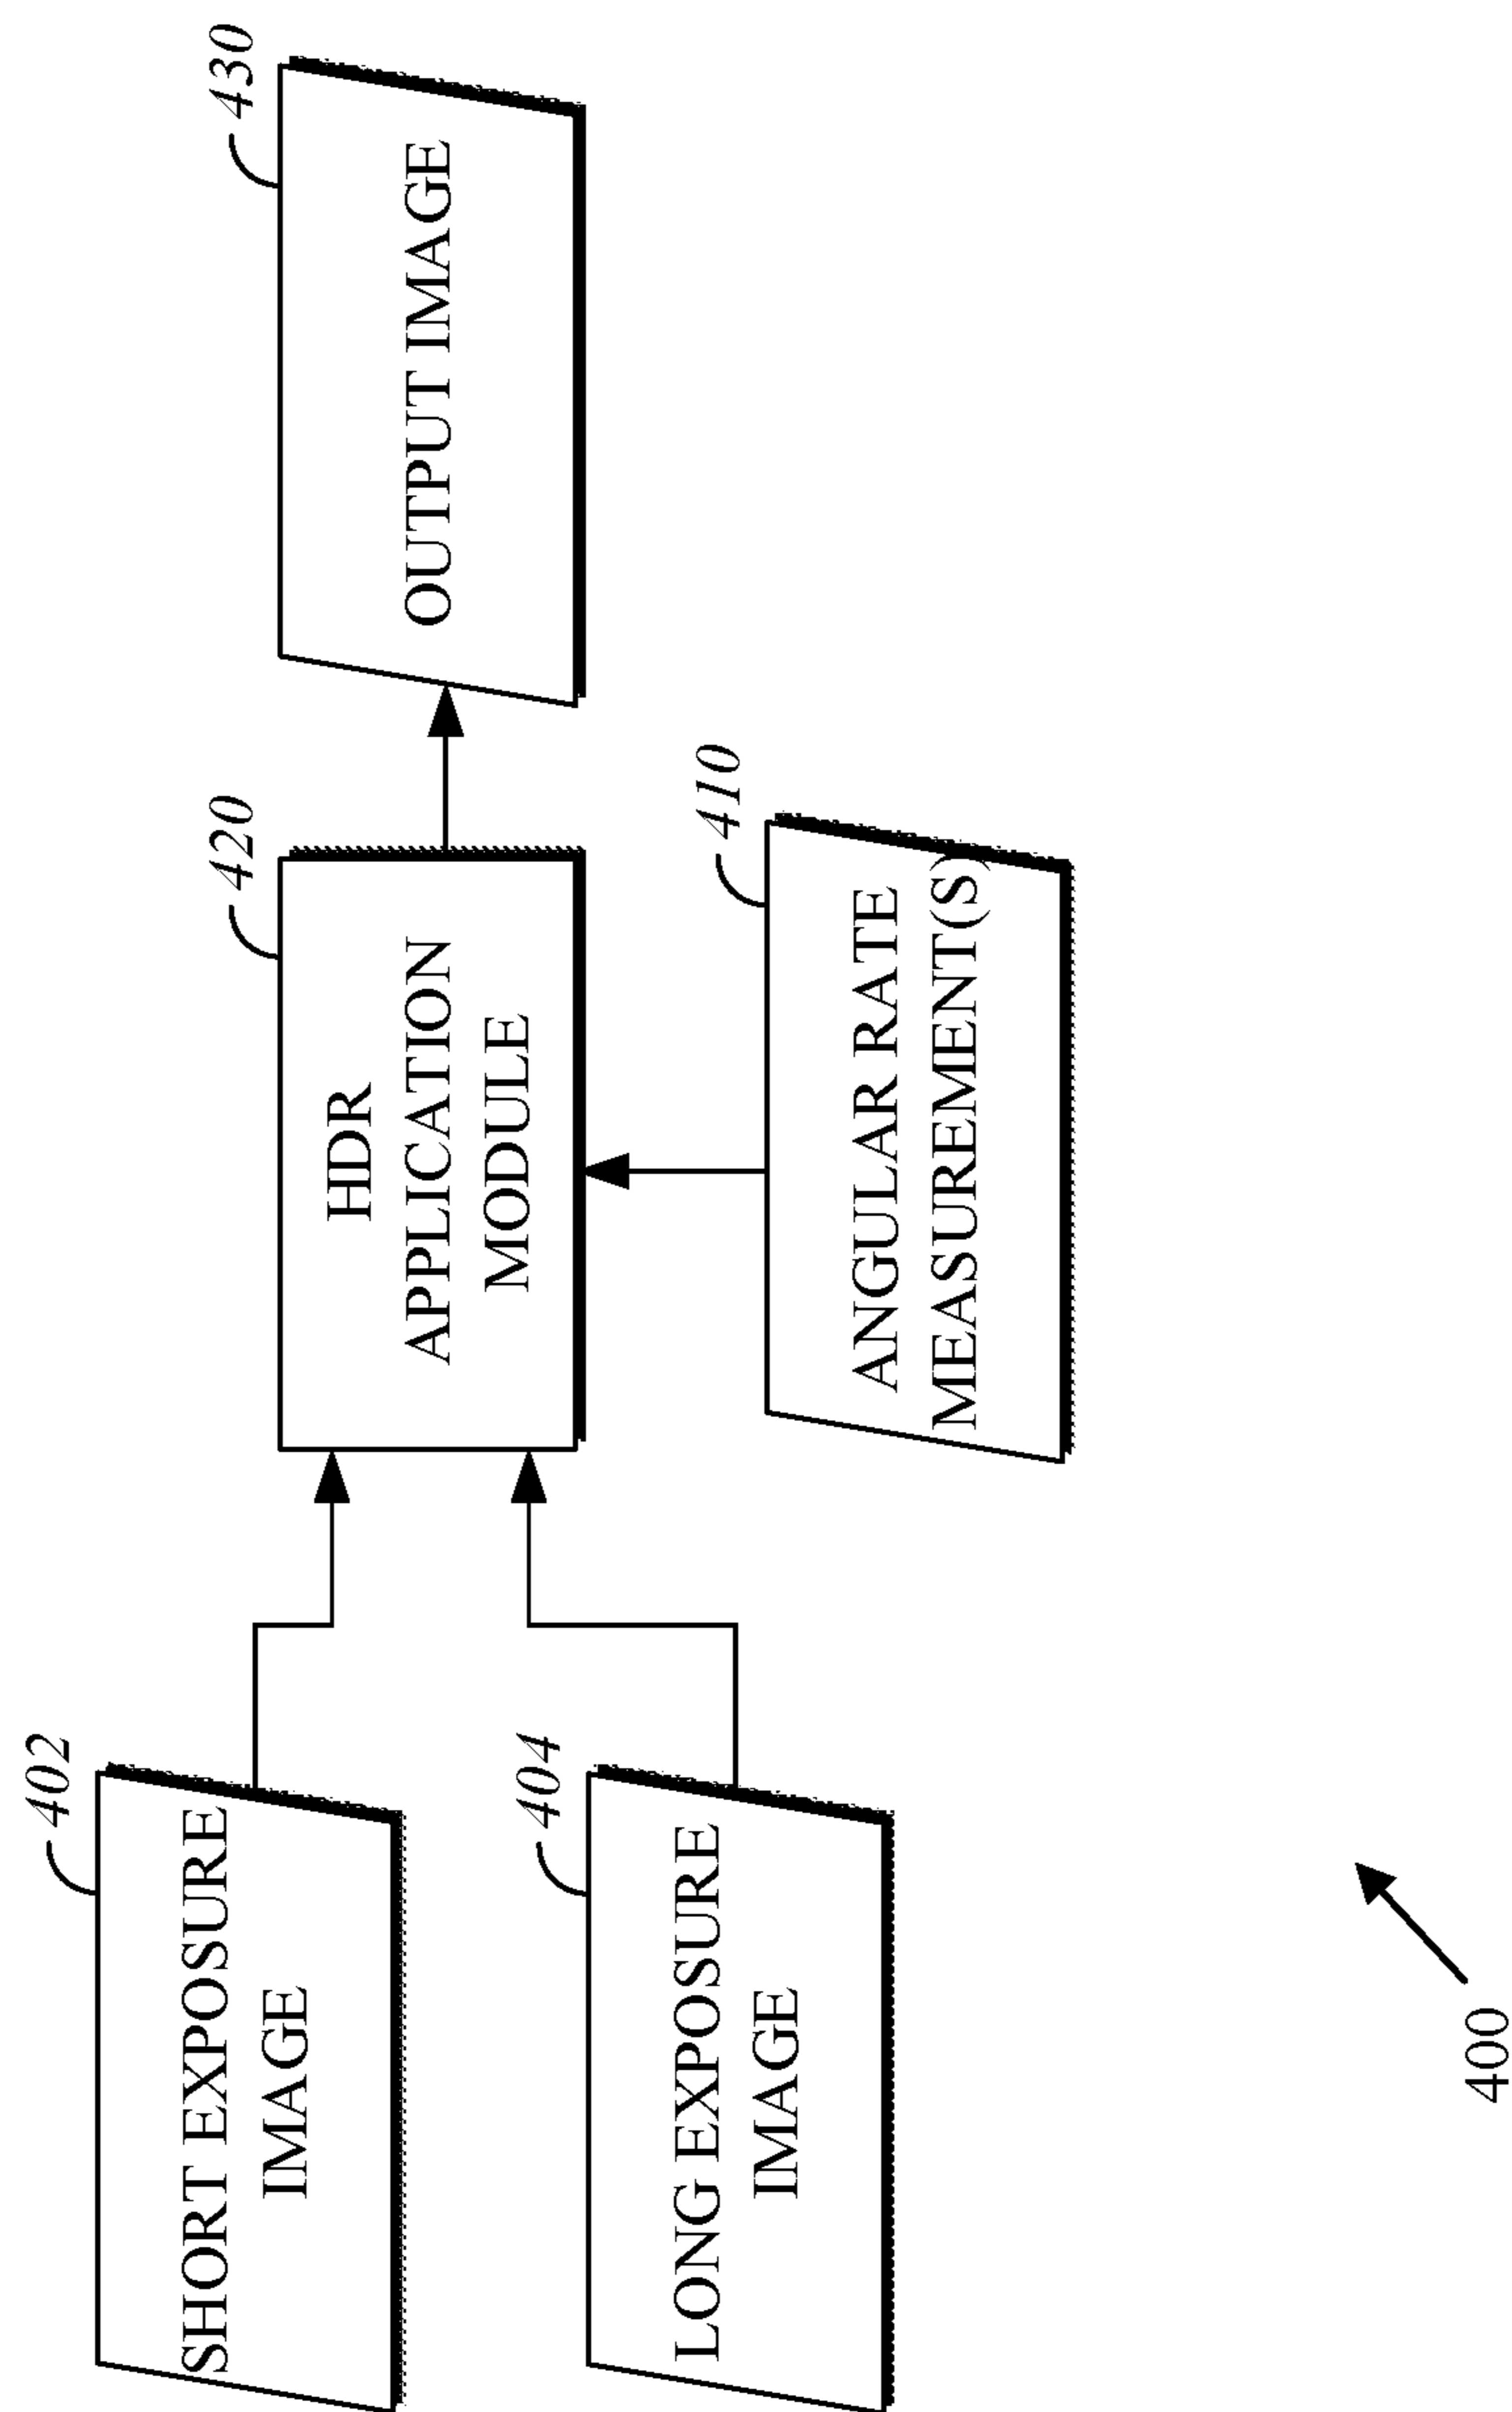 402
SHORT EXPOSURE
IMAGE
404
LONG EXPOSURE
IMAGE
420
HDR
APPLICATION
MODULE
410
ANGULAR RATE
MEASUREMENT(S)
430
OUTPUT IMAGE
400